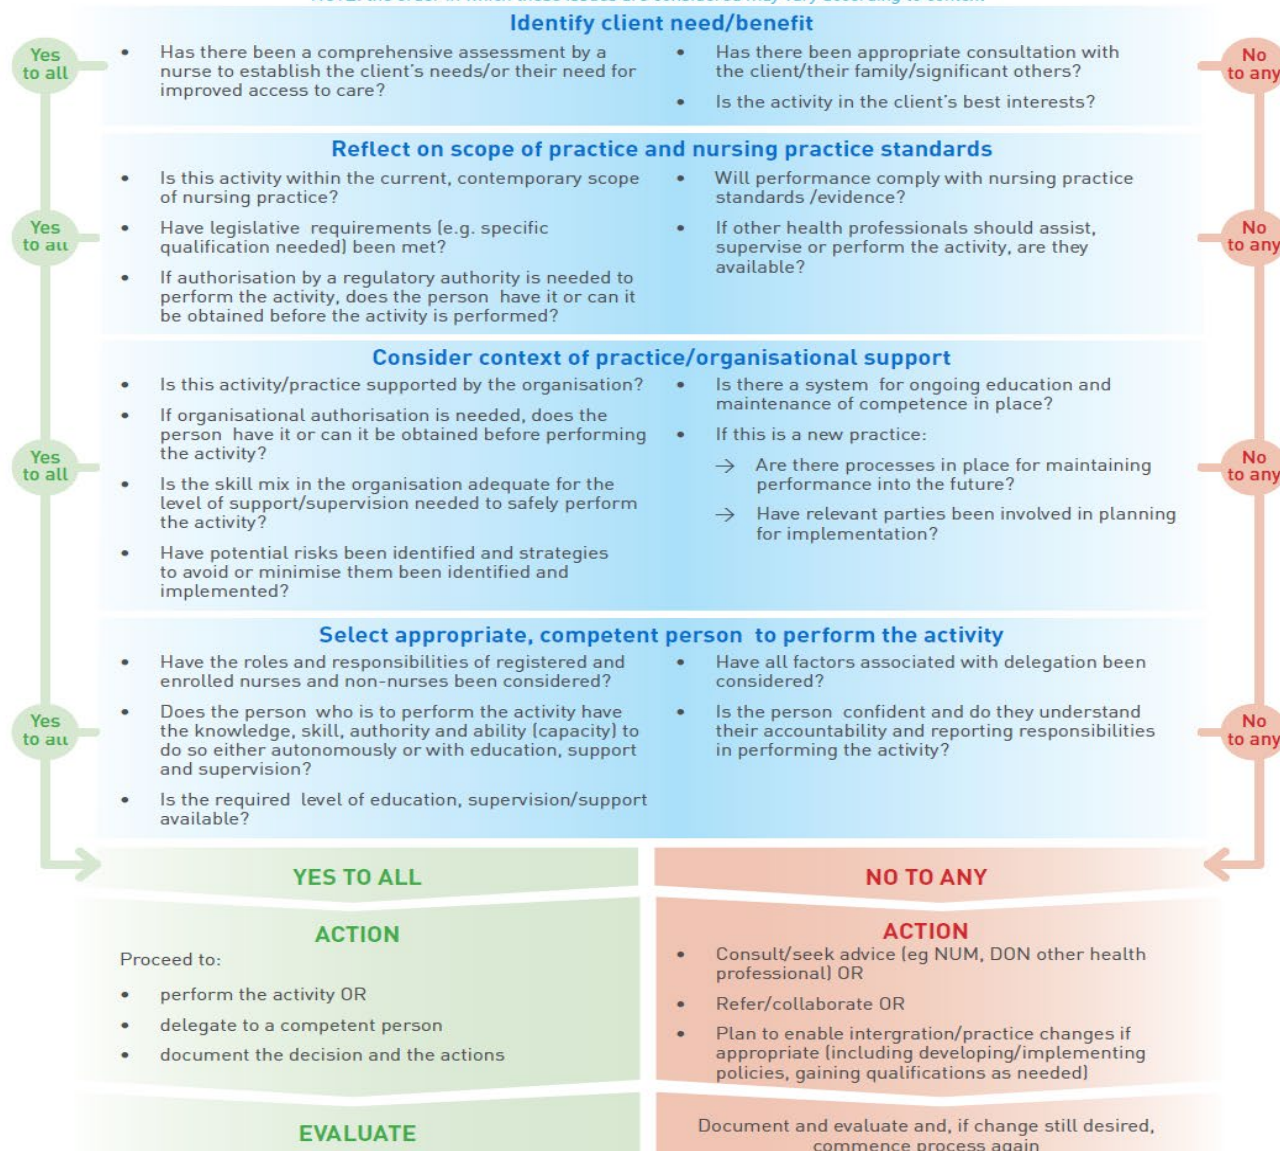 NOTE: the order in which these issues are considered may vary according to context
Identify client need/benefit
Yes
to all
• Has there been a comprehensive assessment by a
nurse to establish the client's needs/or their need for
improved access to care?
• Has there been appropriate consultation with
the client/their family/significant others?
• Is the activity in the client's best interests?
No
to any
Reflect on scope of practice and nursing practice standards
Yes
to all
• Is this activity within the current, contemporary scope
of nursing practice?
• Have legislative requirements (e.g. specific
qualification needed) been met?
• If authorisation by a regulatory authority is needed to
perform the activity, does the person have it or can it
be obtained before the activity is performed?
• Will performance comply with nursing practice
standards /evidence?
• If other health professionals should assist,
supervise or perform the activity, are they
available?
No
to any
Consider context of practice/organisational support
Yes
to all
• Is this activity/practice supported by the organisation?
• If organisational authorisation is needed, does the
person have it or can it be obtained before performing
the activity?
• Is the skill mix in the organisation adequate for the
level of support/supervision needed to safely perform
the activity?
• Have potential risks been identified and strategies
to avoid or minimise them been identified and
implemented?
• Is there a system for ongoing education and
maintenance of competence in place?
• If this is a new practice:
→ Are there processes in place for maintaining
performance into the future?
→ Have relevant parties been involved in planning
for implementation?
No
to any
Select appropriate, competent person to perform the activity
Yes
to all
• Have the roles and responsibilities of registered and
enrolled nurses and non-nurses been considered?
• Does the person who is to perform the activity have
the knowledge, skill, authority and ability (capacity) to
do so either autonomously or with education, support
and supervision?
• Is the required level of education, supervision/support
available?
• Have all factors associated with delegation been
considered?
• Is the person confident and do they understand
their accountability and reporting responsibilities
in performing the activity?
No
to any
YES TO ALL
ACTION
Proceed to:
• perform the activity OR
• delegate to a competent person
• document the decision and the actions
EVALUATE
NO TO ANY
ACTION
• Consult/seek advice (eg NUM, DON other health
professional) OR
• Refer/collaborate OR
• Plan to enable intergration/practice changes if
appropriate (including developing/implementing
policies, gaining qualifications as needed)
Document and evaluate and, if change still desired,
commence process again